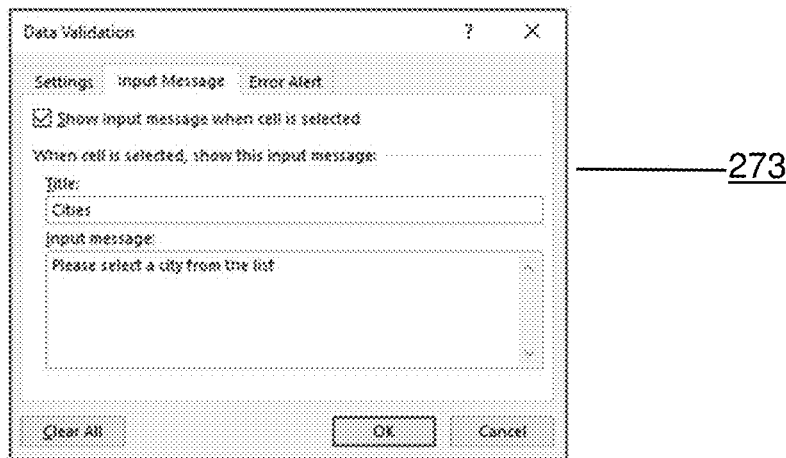 Data Validation ? ×
Settings Input Message Error Alert
Show input message when cell is selected
When cell is selected, show this input message:
273
Title:
Cities
Input message:
Please select a city from the list
Clear All OK Cancel